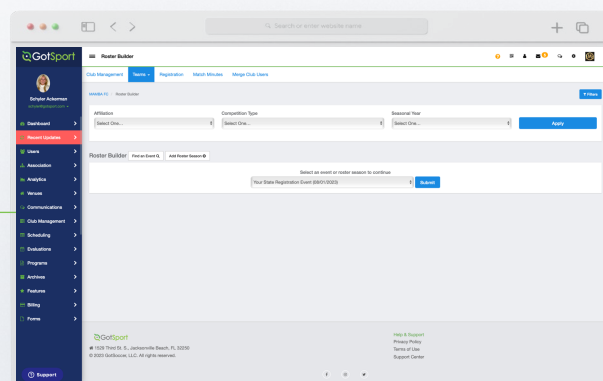 Search or enter website name
GotSport
Roster Builder
Schyler Ackerman
Club Management Teams Registration Match Minutes Merge Club Users
MAMBA FC / Roster Builder
Filters
Affiliation Competition Type Seasonal Year
Select One... Select One... Select One... Apply
Roster Builder Find an Event Add Roster Season
Select an event or roster season to continue
Your State Registration Event (08/01/2023) Submit
Dashboard
Recent Updates
Users
Association
Analytics
Venues
Communications
Club Management
Scheduling
Evaluations
Programs
Archives
Features
Billing
Forms
Support
GotSport
1529 Third St. S., Jacksonville Beach, FL 32250
© 2023 GotSoccer, LLC. All rights reserved.
Help & Support
Privacy Policy
Terms of Use
Support Center